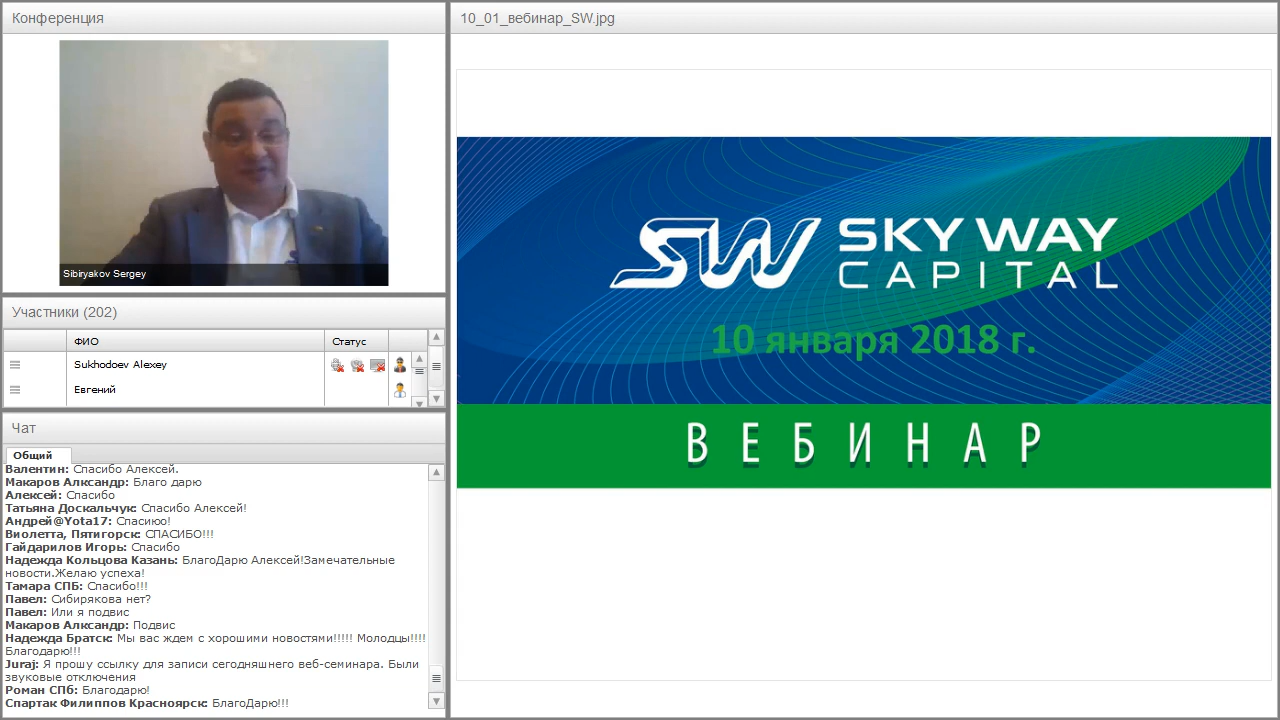 Конференция
Sibiryakov Sergey
Участники (202)
ФИО
Статус
Sukhodoev Alexey
Евгений
Чат
Общий
Валентин: Спасибо Алексей.
Макаров Алксандр: Благо дарю
Алексей: Спасибо
Татьяна Доскальчук: Спасибо Алексей!
Андрей@Yota17: Спасиюо!
Виолетта, Пятигорск: СПАСИБО!!!
Гайдарилов Игорь: Спасибо
Надежда Кольцова Казань: БлагоДарю Алексей!Замечательные
новости.Желаю успеха!
Тамара СПБ: Спасибо!!!
Павел: Сибирякова нет?
Павел: Или я подвис
Макаров Алксандр: Подвис
Надежда Братск: Мы вас ждем с хорошими новостями!!!!! Молодцы!!!!
Благодарю!!!
Juraj: Я прошу ссылку для записи сегодняшнего веб-семинара. Были
звуковые отключения
Роман СПб: Благодарю!
Спартак Филиппов Красноярск: БлагоДарю!!!
10_01_вебинар_SW.jpg
SW SKY WAY
CAPITAL
10 января 2018 г.
ВЕБИНАР